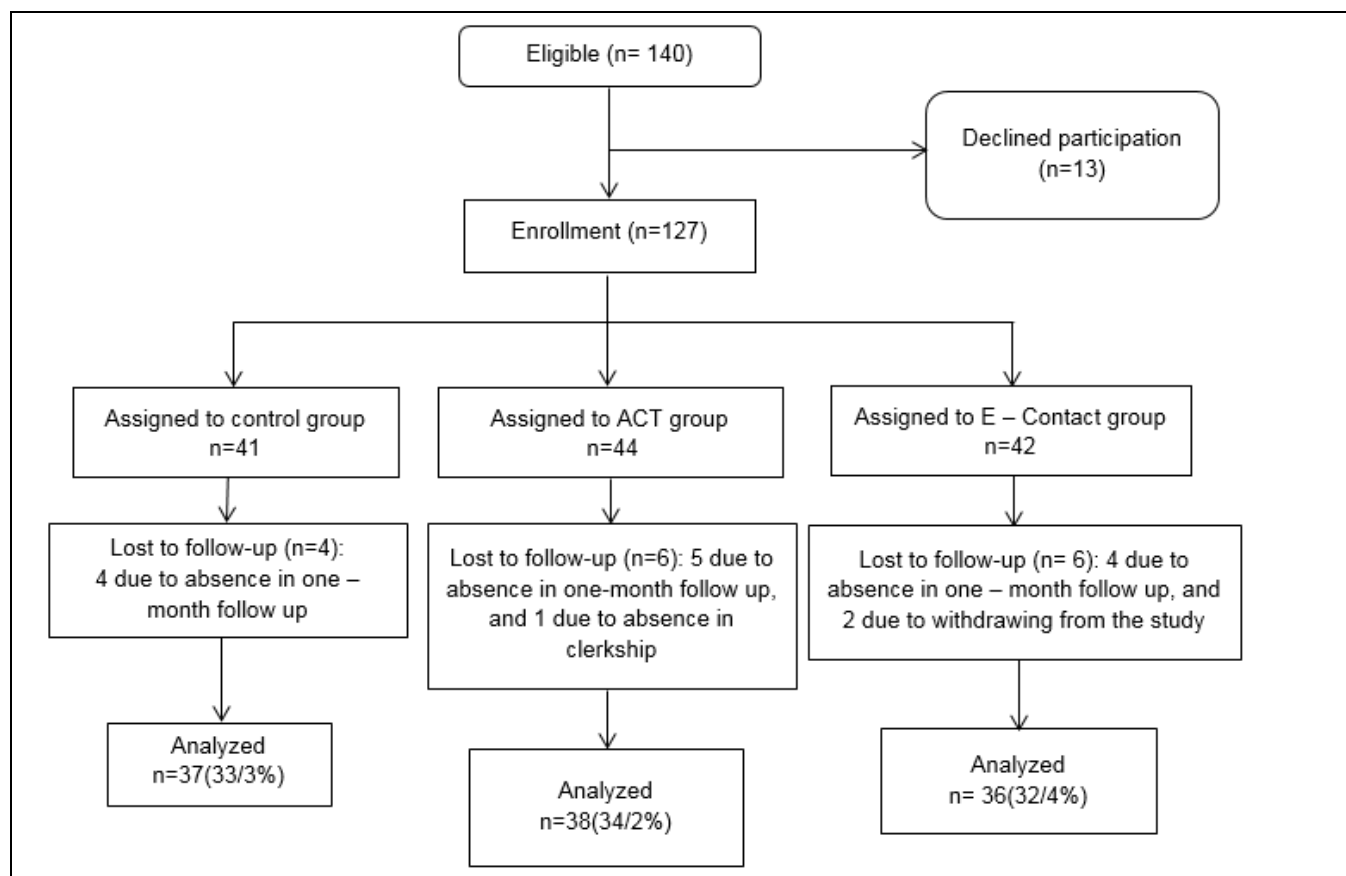 Eligible (n= 140)
Declined participation
(n=13)
Enrollment (n=127)
Assigned to control group
n=41
Assigned to ACT group
n=44
Assigned to E – Contact group
n=42
Lost to follow-up (n=4):
4 due to absence in one –
month follow up
Lost to follow-up (n=6): 5 due to
absence in one-month follow up,
and 1 due to absence in
clerkship
Lost to follow-up (n= 6): 4 due to
absence in one – month follow up, and
2 due to withdrawing from the study
Analyzed
n=37(33/3%)
Analyzed
n=38(34/2%)
Analyzed
n= 36(32/4%)